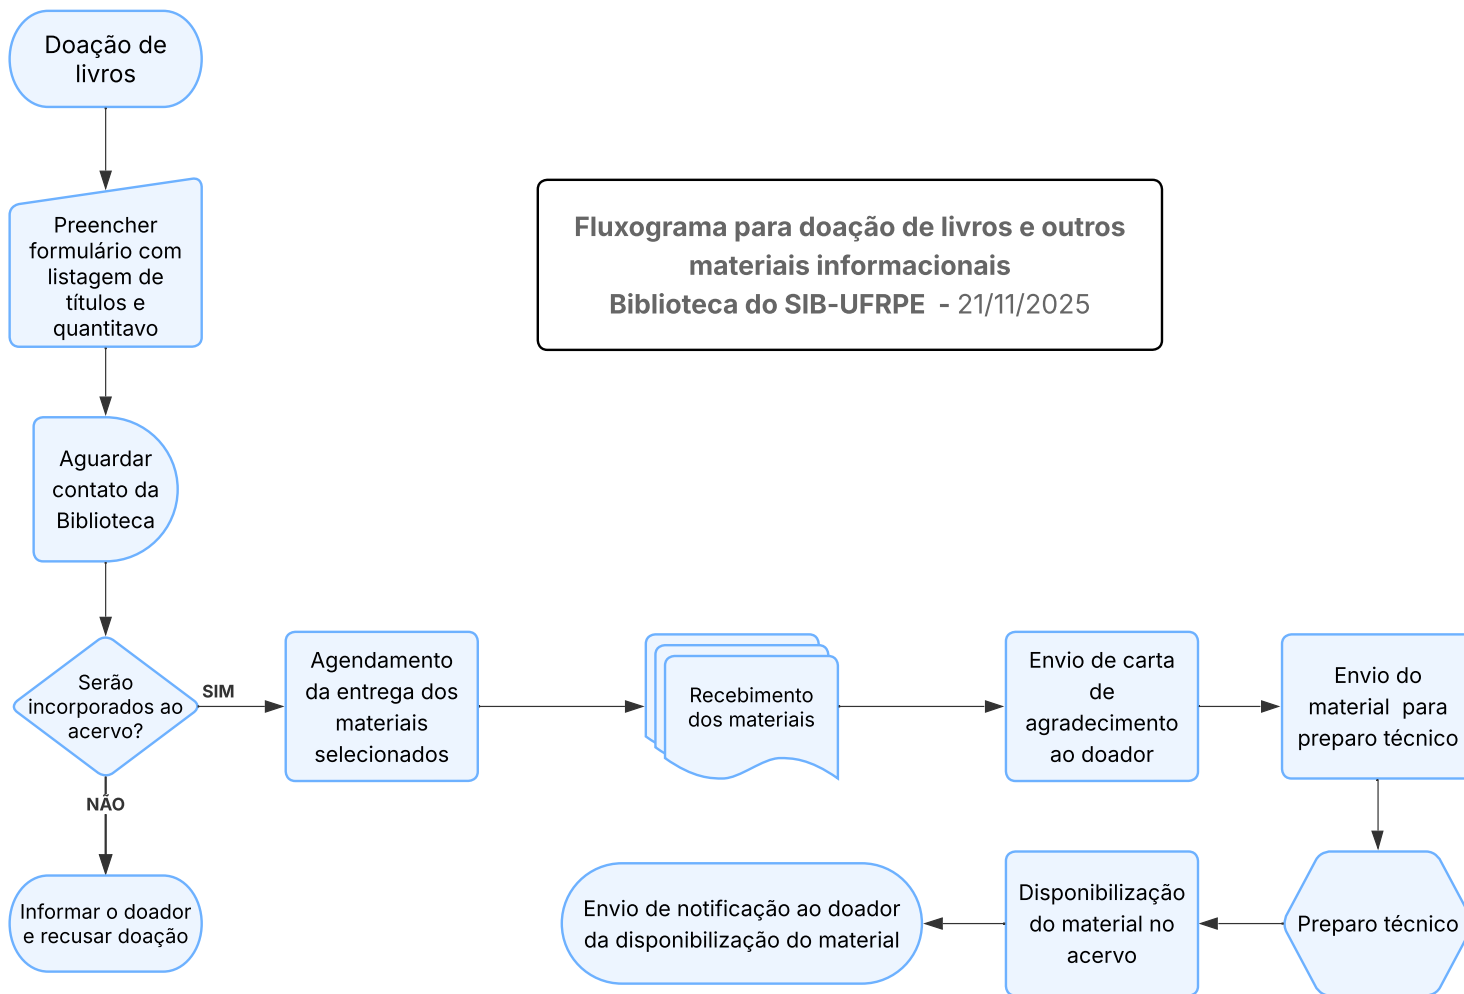 Doação de
livros
Preencher
formulário com
listagem de
títulos e
quantitavo
Fluxograma para doação de livros e outros
materiais informacionais
Biblioteca do SIB-UFRPE - 21/11/2025
Aguardar
contato da
Biblioteca
Serão
incorporados ao
acervo?
SIM
Agendamento
da entrega dos
materiais
selecionados
Recebimento
dos materiais
Envio de carta
de
agradecimento
ao doador
Envio do
material para
preparo técnico
NÃO
Informar o doador
e recusar doação
Preparo técnico
Disponibilização
do material no
acervo
Envio de notificação ao doador
da disponibilização do material